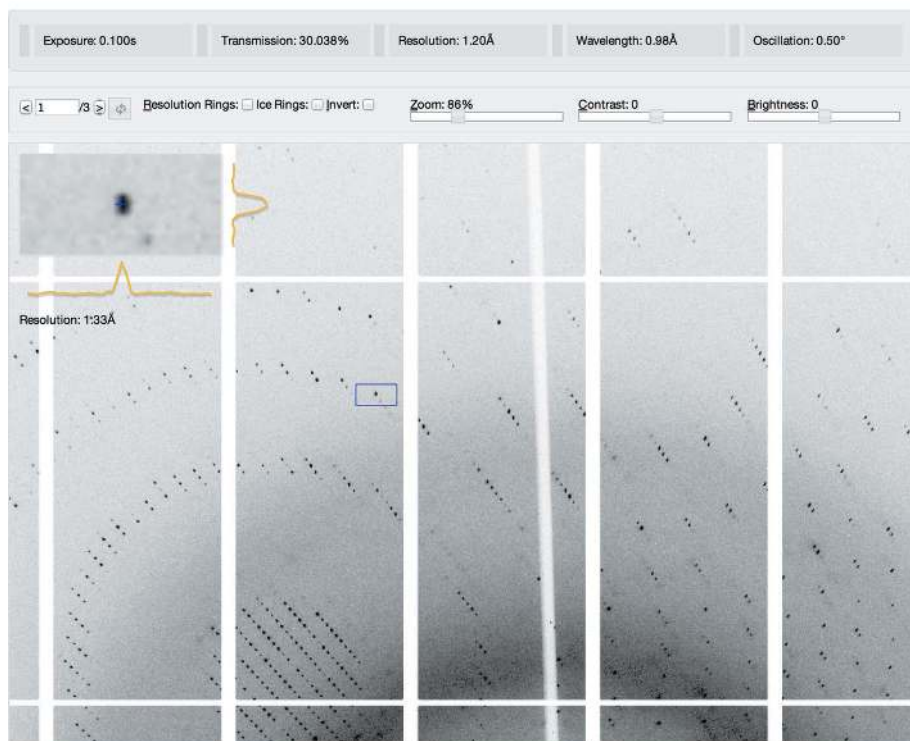 Exposure: 0.100s Transmission: 30.038% Resolution: 1.20Å Wavelength: 0.98Å Oscillation: 0.50°
< 1 /3 > Resolution Rings: Ice Rings: Invert: Zoom: 86% Contrast: 0 Brightness: 0
Resolution: 1.33Å